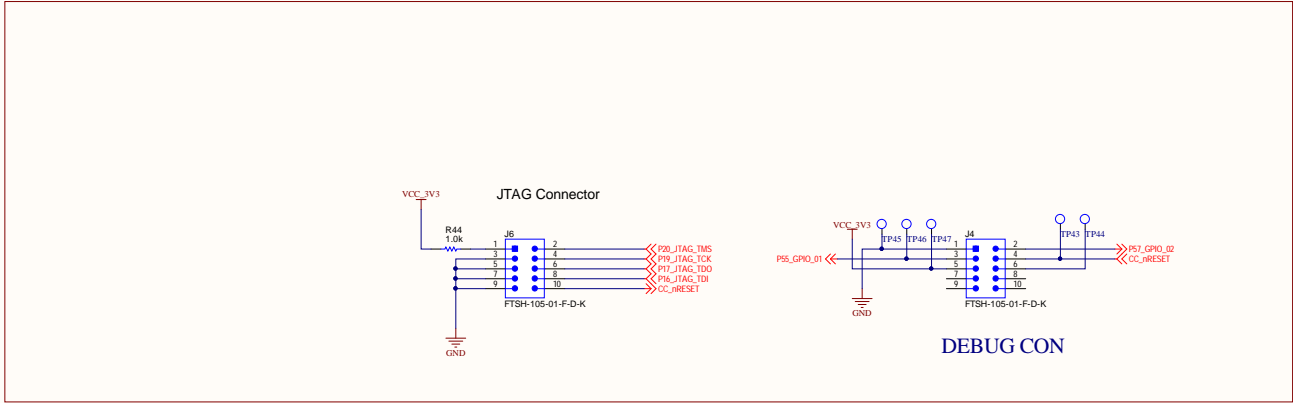 JTAG Connector
VCC_3V3
R44
1.0k
J6
1
2
3
4
5
6
7
8
9
10
P20_JTAG_TMS
P19_JTAG_TCK
P17_JTAG_TDO
P16_JTAG_TDI
CC_nRESET
FTSH-105-01-F-D-K
GND
VCC_3V3
TP45
TP46
TP47
J4
TP43
TP44
P55_GPIO_01
1
2
3
4
5
6
7
8
9
10
P57_GPIO_02
CC_nRESET
FTSH-105-01-F-D-K
GND
DEBUG CON